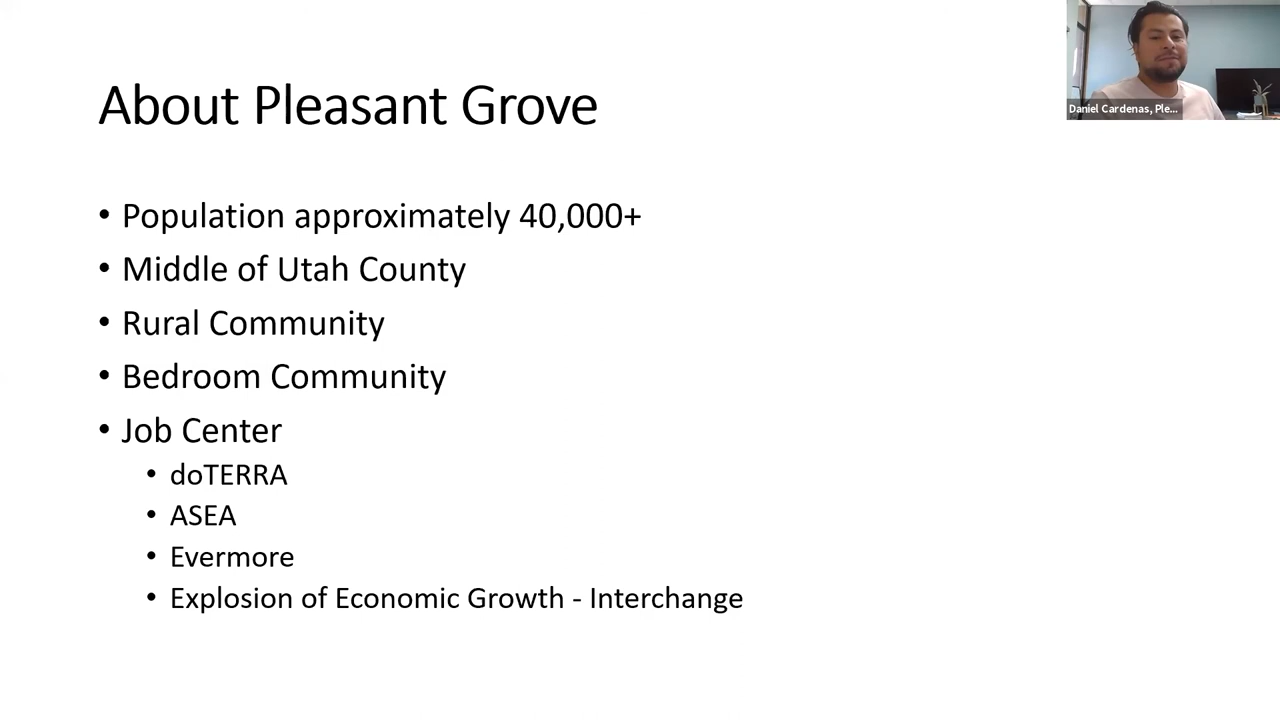 About Pleasant Grove
Daniel Cardenas, Ple...
• Population approximately 40,000+
• Middle of Utah County
• Rural Community
• Bedroom Community
• Job Center
• doTERRA
• ASEA
• Evermore
• Explosion of Economic Growth - Interchange